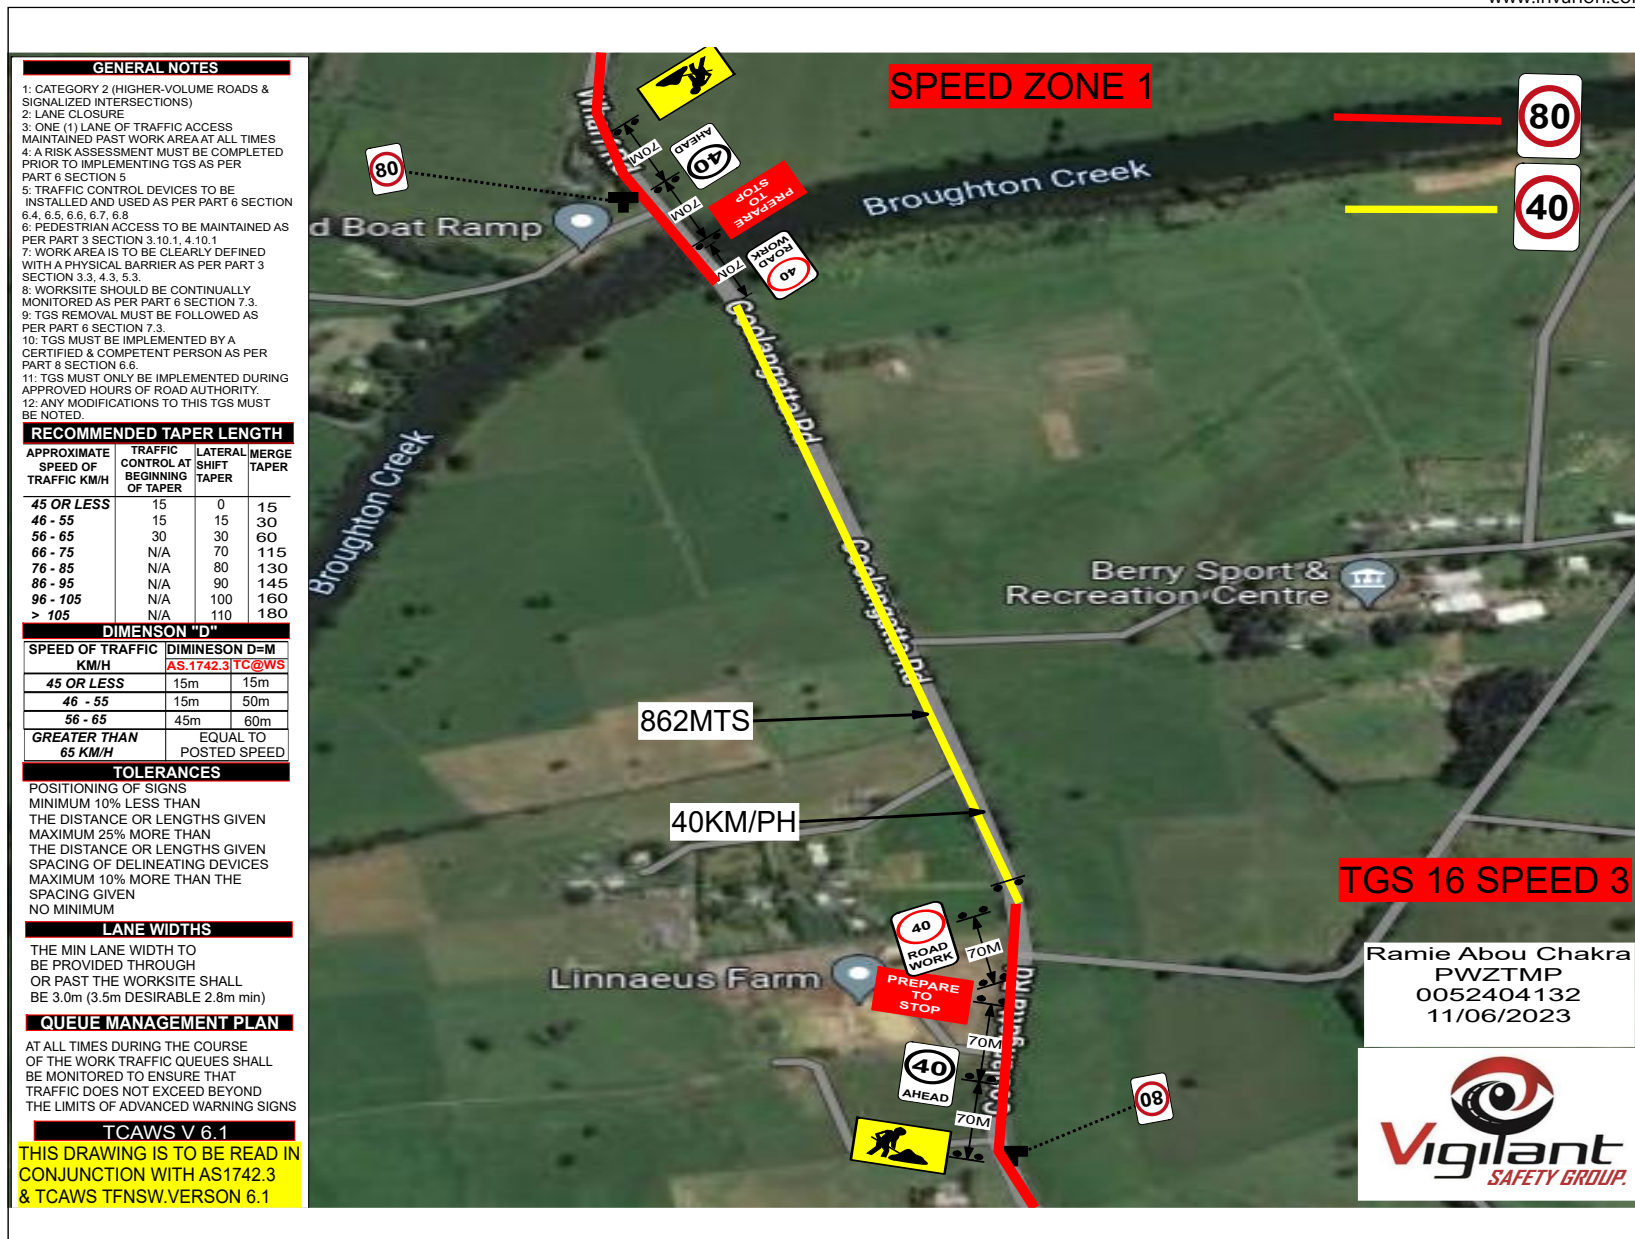 GENERAL NOTES
1: CATEGORY 2 (HIGHER-VOLUME ROADS &
SIGNALIZED INTERSECTIONS)
2: LANE CLOSURE
3: ONE (1) LANE OF TRAFFIC ACCESS
MAINTAINED PAST WORK AREA AT ALL TIMES
4: A RISK ASSESSMENT MUST BE COMPLETED
PRIOR TO IMPLEMENTING TGS AS PER
PART 6 SECTION 5
5: TRAFFIC CONTROL DEVICES TO BE
INSTALLED AND USED AS PER PART 6 SECTION
6.4, 6.5, 6.6, 6.7, 6.8
6: PEDESTRIAN ACCESS TO BE MAINTAINED AS
PER PART 3 SECTION 3.10.1, 4.10.1
7: WORK AREA IS TO BE CLEARLY DEFINED
WITH A PHYSICAL BARRIER AS PER PART 3
SECTION 3.3, 4.3, 5.3.
8: WORKSITE SHOULD BE CONTINUALLY
MONITORED AS PER PART 6 SECTION 7.3.
9: TGS REMOVAL MUST BE FOLLOWED AS
PER PART 6 SECTION 7.3.
10: TGS MUST BE IMPLEMENTED BY A
CERTIFIED & COMPETENT PERSON AS PER
PART 8 SECTION 6.6.
11: TGS MUST ONLY BE IMPLEMENTED DURING
APPROVED HOURS OF ROAD AUTHORITY.
12: ANY MODIFICATIONS TO THIS TGS MUST
BE NOTED.
RECOMMENDED TAPER LENGTH
APPROXIMATE SPEED OF TRAFFIC KM/H TRAFFIC CONTROL AT BEGINNING OF TAPER LATERAL SHIFT TAPER MERGE TAPER
45 OR LESS 15 0 15
46 - 55 15 15 30
56 - 65 30 30 60
66 - 75 N/A 70 115
76 - 85 N/A 80 130
86 - 95 N/A 90 145
96 - 105 N/A 100 160
> 105 N/A 110 180
DIMENSON "D"
SPEED OF TRAFFIC KM/H DIMINESON D=M
AS.1742.3 TC@WS
45 OR LESS 15m 15m
46 - 55 15m 50m
56 - 65 45m 60m
GREATER THAN 65 KM/H EQUAL TO POSTED SPEED
TOLERANCES
POSITIONING OF SIGNS
MINIMUM 10% LESS THAN
THE DISTANCE OR LENGTHS GIVEN
MAXIMUM 25% MORE THAN
THE DISTANCE OR LENGTHS GIVEN
SPACING OF DELINEATING DEVICES
MAXIMUM 10% MORE THAN THE
SPACING GIVEN
NO MINIMUM
LANE WIDTHS
THE MIN LANE WIDTH TO
BE PROVIDED THROUGH
OR PAST THE WORKSITE SHALL
BE 3.0m (3.5m DESIRABLE 2.8m min)
QUEUE MANAGEMENT PLAN
AT ALL TIMES DURING THE COURSE
OF THE WORK TRAFFIC QUEUES SHALL
BE MONITORED TO ENSURE THAT
TRAFFIC DOES NOT EXCEED BEYOND
THE LIMITS OF ADVANCED WARNING SIGNS
TCAWS V 6.1
THIS DRAWING IS TO BE READ IN
CONJUNCTION WITH AS1742.3
& TCAWS TFNSW.VERSON 6.1
SPEED ZONE 1
80
40
80
70M
40
AHEAD
70M
PREPARE
TO
STOP
70M
40
ROAD
WORK
d Boat Ramp
Broughton Creek
Broughton Creek
Coolangatta Rd
Coolangatta Rd
Berry Sport &
Recreation Centre
862MTS
40KM/PH
TGS 16 SPEED 3
40
ROAD
WORK
70M
Linnaeus Farm
PREPARE
TO
STOP
70M
40
AHEAD
70M
80
Coolangatta Rd
Ramie Abou Chakra
PWZTMP
0052404132
11/06/2023
Vigilant
SAFETY GROUP.